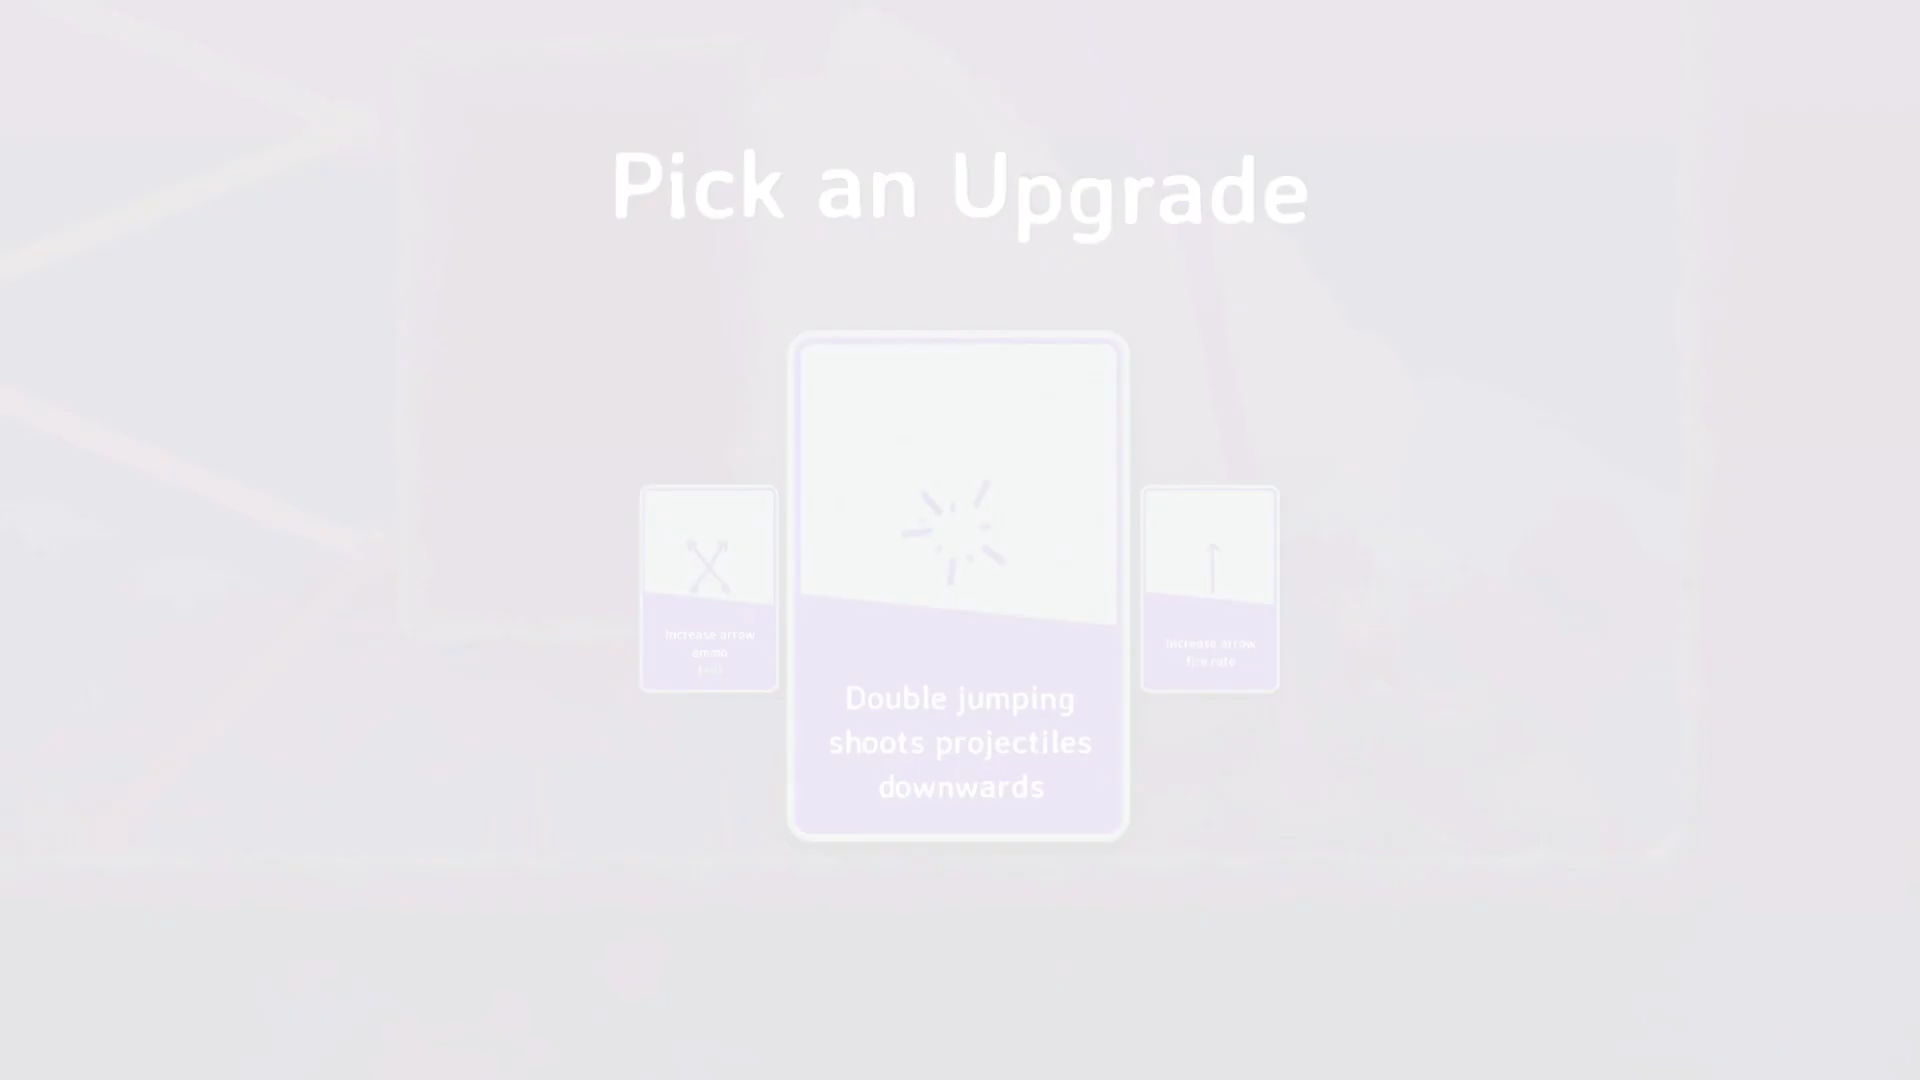 Pick an Upgrade
Increase arrow
ammo
Double jumping
shoots projectiles
downwards
Increase arrow
fire rate